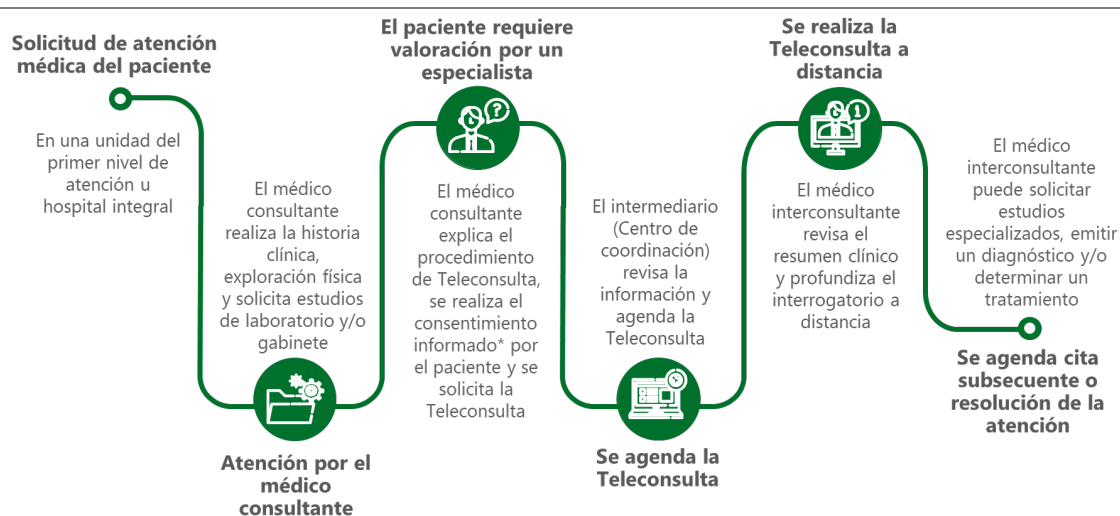 Solicitud de atención
médica del paciente
En una unidad del
primer nivel de
atención u
hospital integral
El médico
consultante
realiza la historia
clínica,
exploración física
y solicita estudios
de laboratorio y/o
gabinete
Atención por el
médico
consultante
El paciente requiere
valoración por un
especialista
?
El médico
consultante
explica el
procedimiento
de Teleconsulta,
se realiza el
consentimiento
informado* por
el paciente y se
solicita la
Teleconsulta
El intermediario
(Centro de
coordinación)
revisa la
información y
agenda la
Teleconsulta
Se agenda la
Teleconsulta
Se realiza la
Teleconsulta a
distancia
i
El médico
interconsultante
revisa el
resumen clínico
y profundiza el
interrogatorio a
distancia
El médico
interconsultante
puede solicitar
estudios
especializados, emitir
un diagnóstico y/o
determinar un
tratamiento
Se agenda cita
subsecuente o
resolución de la
atención